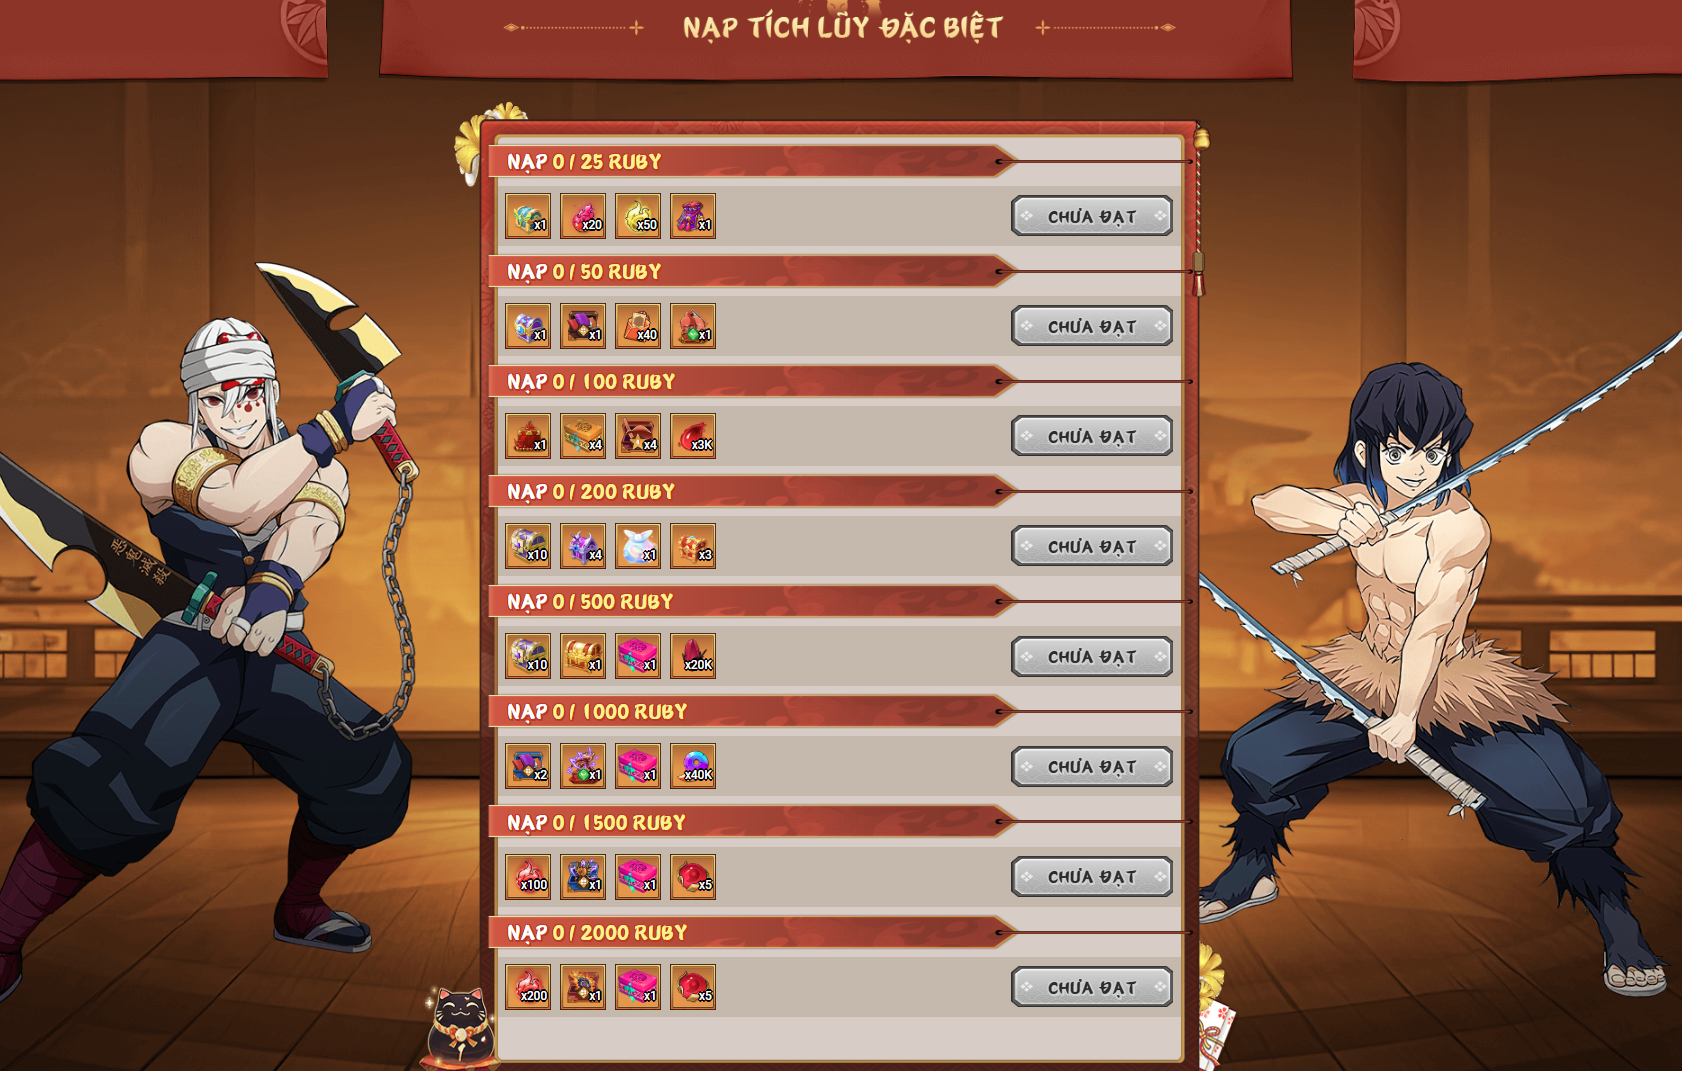 NẠP TÍCH LŨY ĐẶC BIỆT
NẠP 0 / 25 RUBY
x1 x20 x50 x1 CHƯA ĐẠT
NẠP 0 / 50 RUBY
x1 x1 x40 x1 CHƯA ĐẠT
NẠP 0 / 100 RUBY
x1 x4 x4 x3K CHƯA ĐẠT
NẠP 0 / 200 RUBY
x10 x4 x1 x3 CHƯA ĐẠT
NẠP 0 / 500 RUBY
x10 x1 x1 x20K CHƯA ĐẠT
NẠP 0 / 1000 RUBY
x2 x1 x1 x40K CHƯA ĐẠT
NẠP 0 / 1500 RUBY
x100 x1 x1 x5 CHƯA ĐẠT
NẠP 0 / 2000 RUBY
x200 x1 x1 x5 CHƯA ĐẠT
惡鬼滅殺